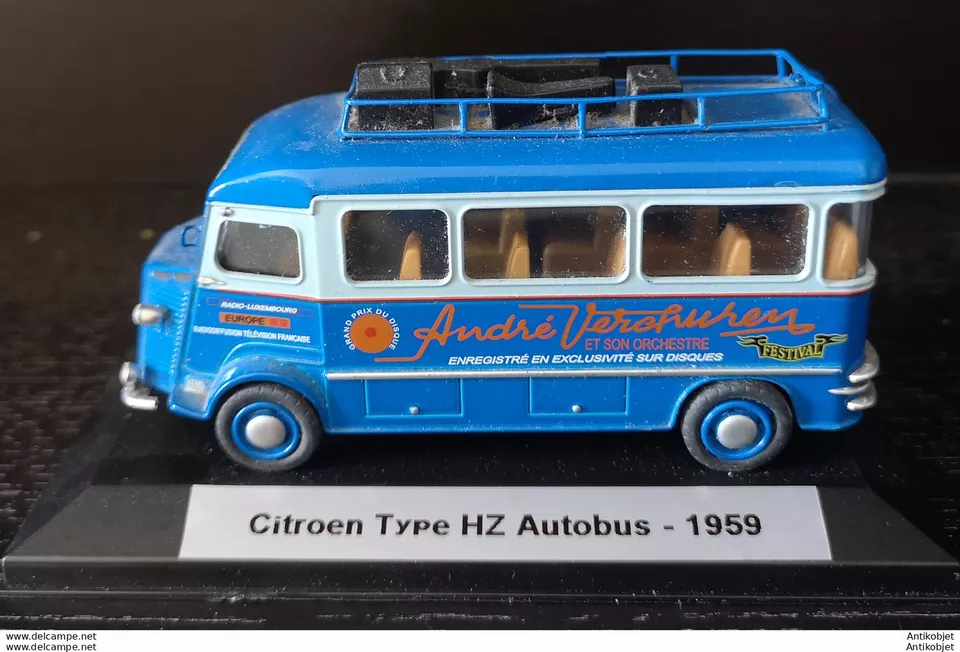 RADIO-LUXEMBOURG
EUROPE
RADIODIFFUSION TÉLÉVISION FRANCAISE
GRAND PRIX DU DISQUE
André Verchuren
ET SON ORCHESTRE
ENREGISTRÉ EN EXCLUSIVITÉ SUR DISQUES
FESTIVAL
Citroen Type HZ Autobus - 1959
www.delcampe.net
www.delcampe.net
Antikobjet
Antikobjet